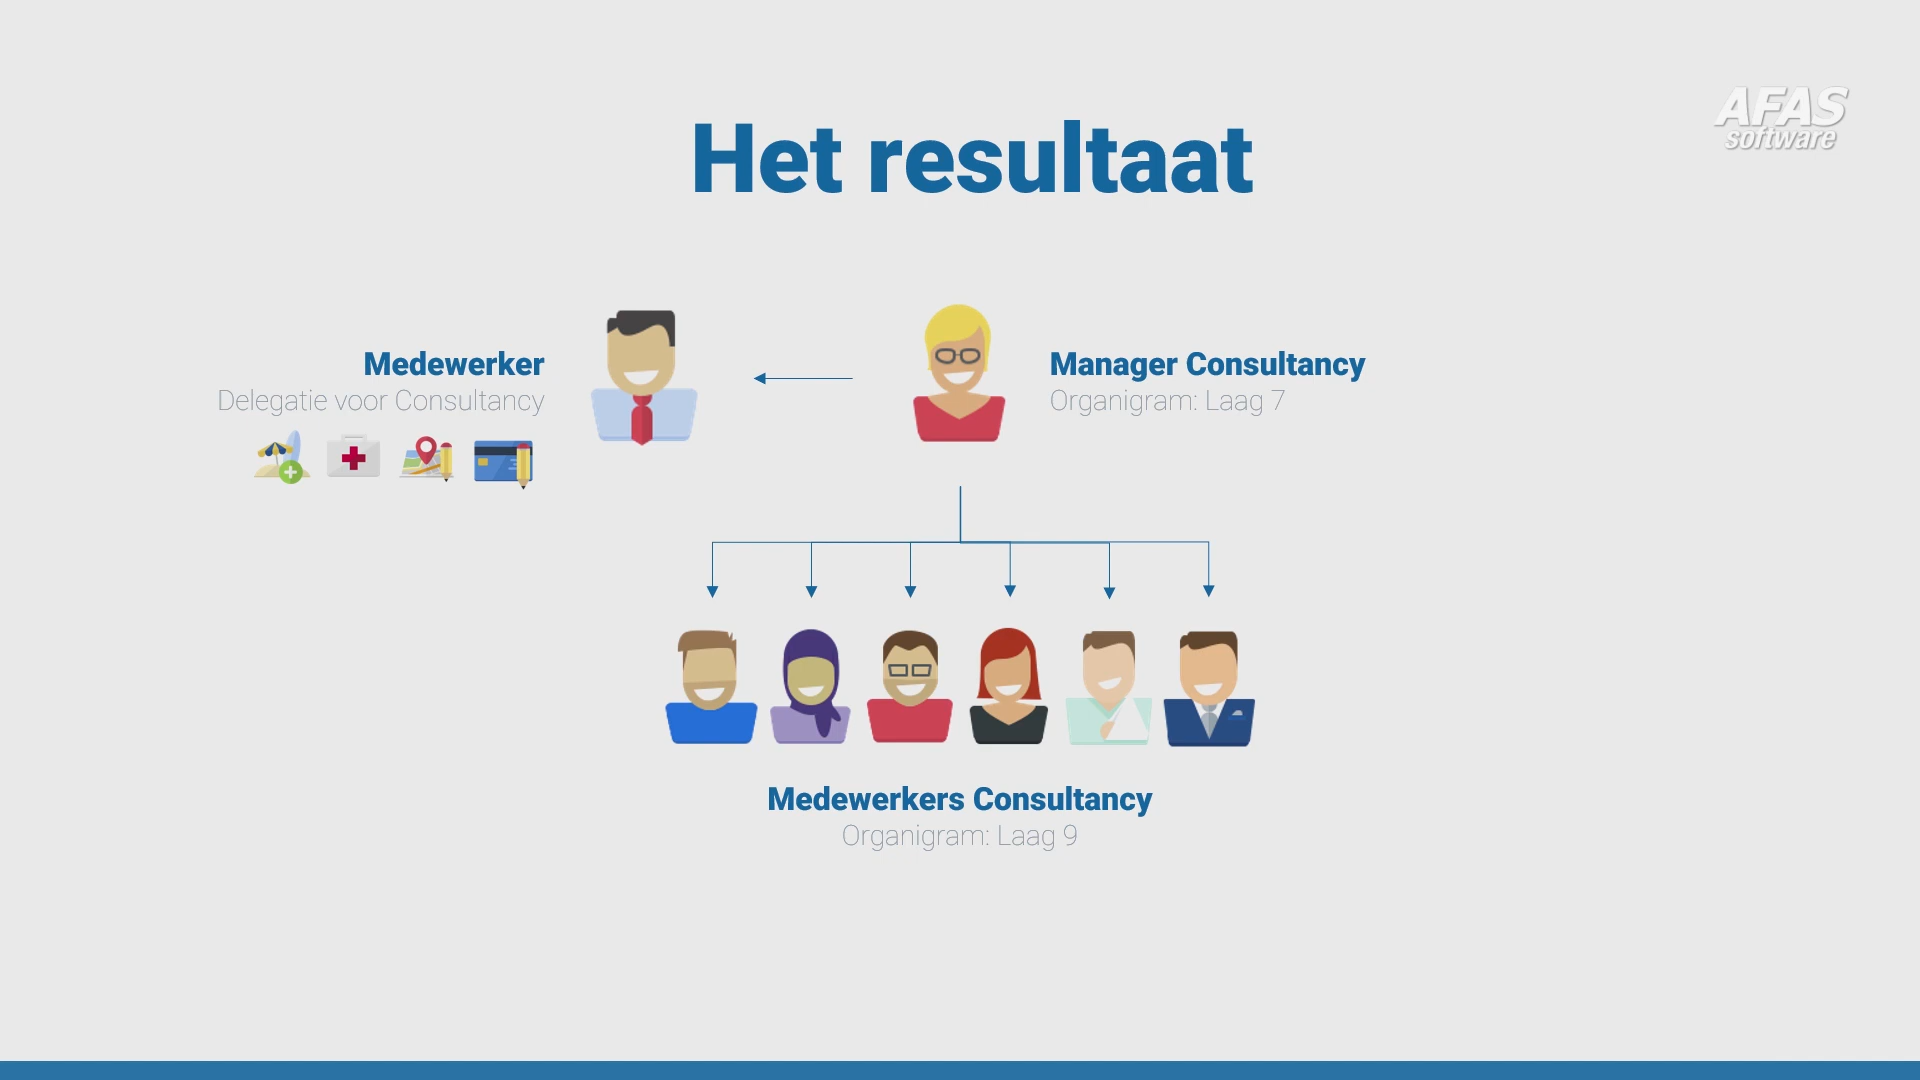 AFAS
software
Het resultaat
Medewerker
Delegatie voor Consultancy
Manager Consultancy
Organigram: Laag 7
Medewerkers Consultancy
Organigram: Laag 9